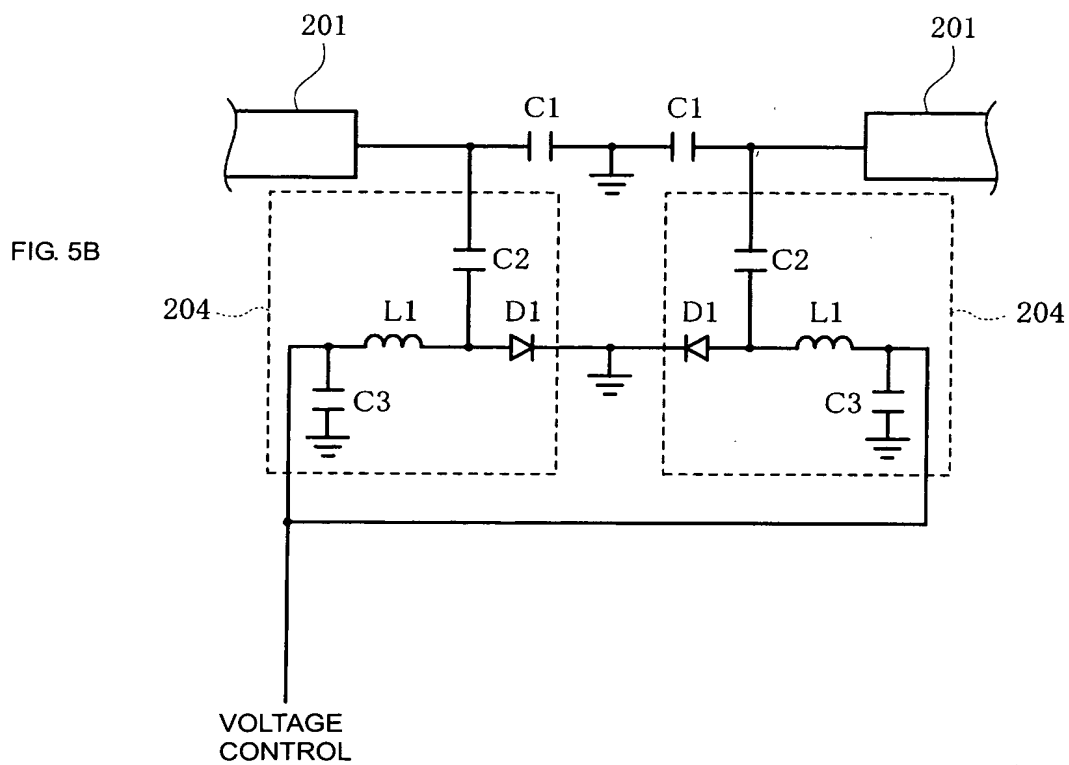 201
201
C1
C1
FIG. 5B
C2
C2
204
L1
D1
D1
L1
204
C3
C3
VOLTAGE
CONTROL